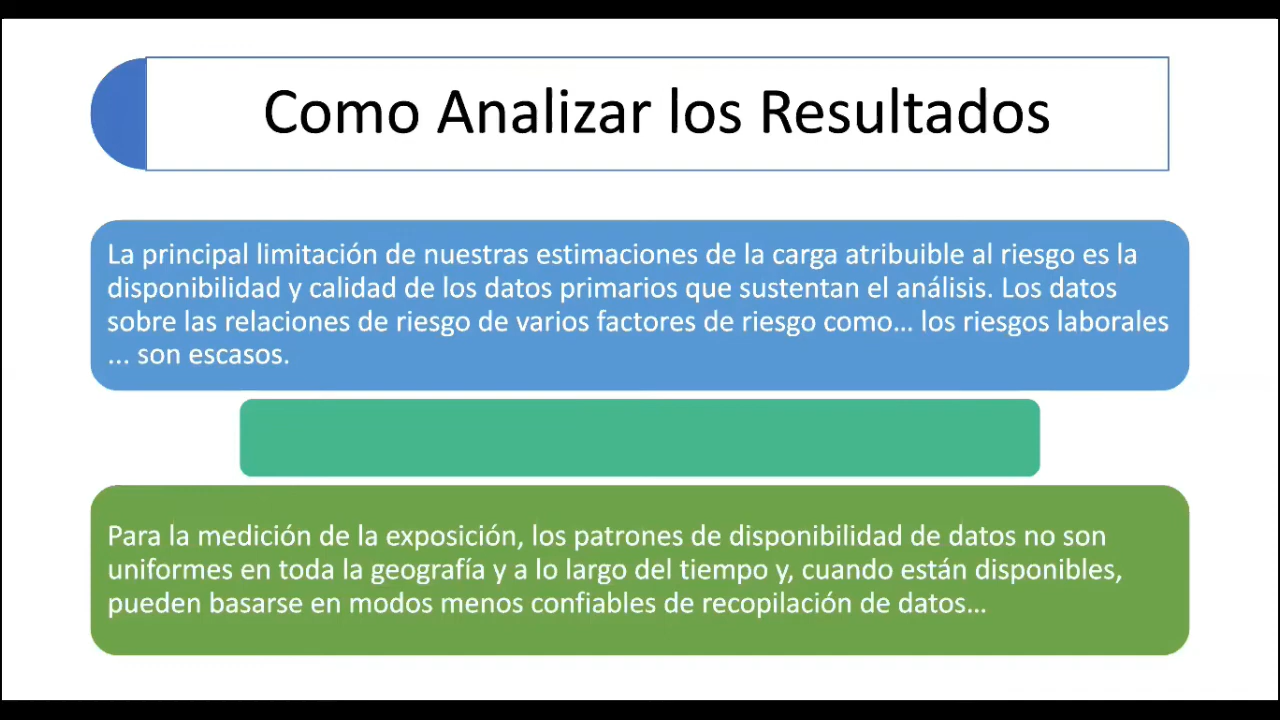 Como Analizar los Resultados
La principal limitación de nuestras estimaciones de la carga atribuible al riesgo es la
disponibilidad y calidad de los datos primarios que sustentan el análisis. Los datos
sobre las relaciones de riesgo de varios factores de riesgo como... los riesgos laborales
... son escasos.
Para la medición de la exposición, los patrones de disponibilidad de datos no son
uniformes en toda la geografía y a lo largo del tiempo y, cuando están disponibles,
pueden basarse en modos menos confiables de recopilación de datos...